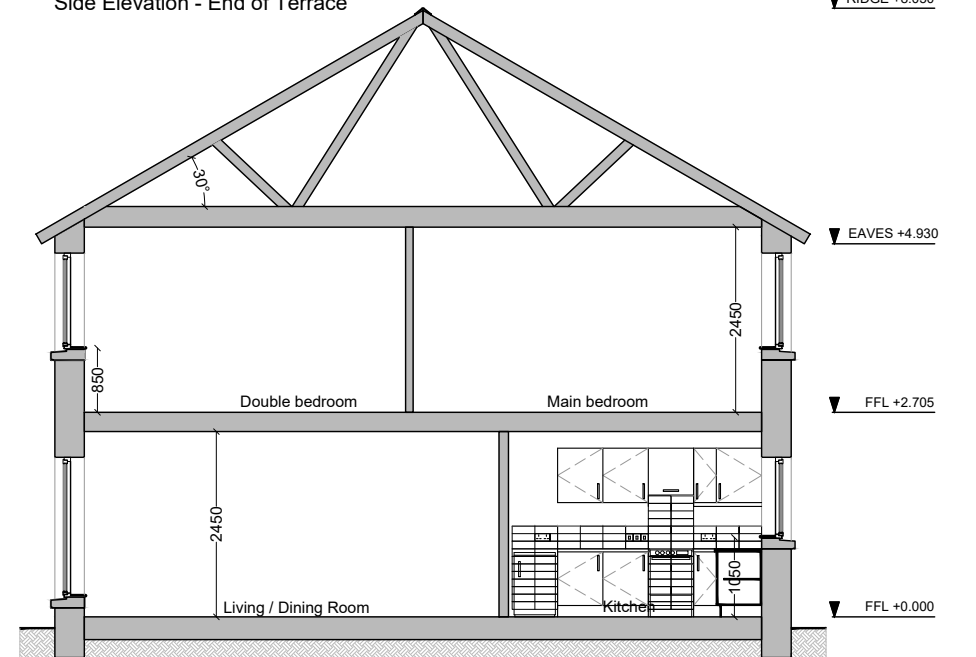 Side Elevation - End of Terrace
30°
EAVES +4.930
2450
850
Double bedroom
Main bedroom
FFL +2.705
2450
1050
Living / Dining Room
Kitchen
FFL +0.000